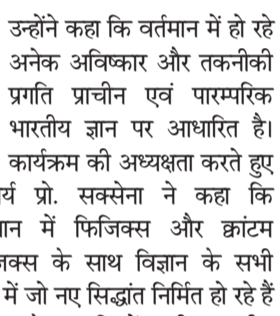 उन्होंने कहा कि वर्तमान में हो रहे
अनेक अविष्कार और तकनीकी
प्रगति प्राचीन एवं पारम्परिक
भारतीय ज्ञान पर आधारित है।
कार्यक्रम की अध्यक्षता करते हुए
प्रो. सक्सेना ने कहा कि
में फिजिक्स और क्वांटम
के साथ विज्ञान के सभी
में जो नए सिद्धांत निर्मित हो रहे हैं